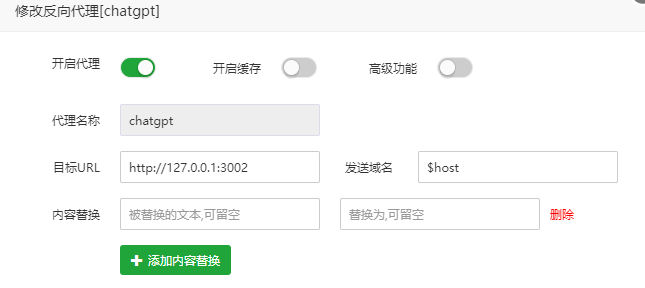 修改反向代理[chatgpt]
开启代理 开启缓存 高级功能
代理名称 chatgpt
目标URL http://127.0.0.1:3002 发送域名 $host
内容替换 被替换的文本,可留空 替换为,可留空 删除
添加内容替换